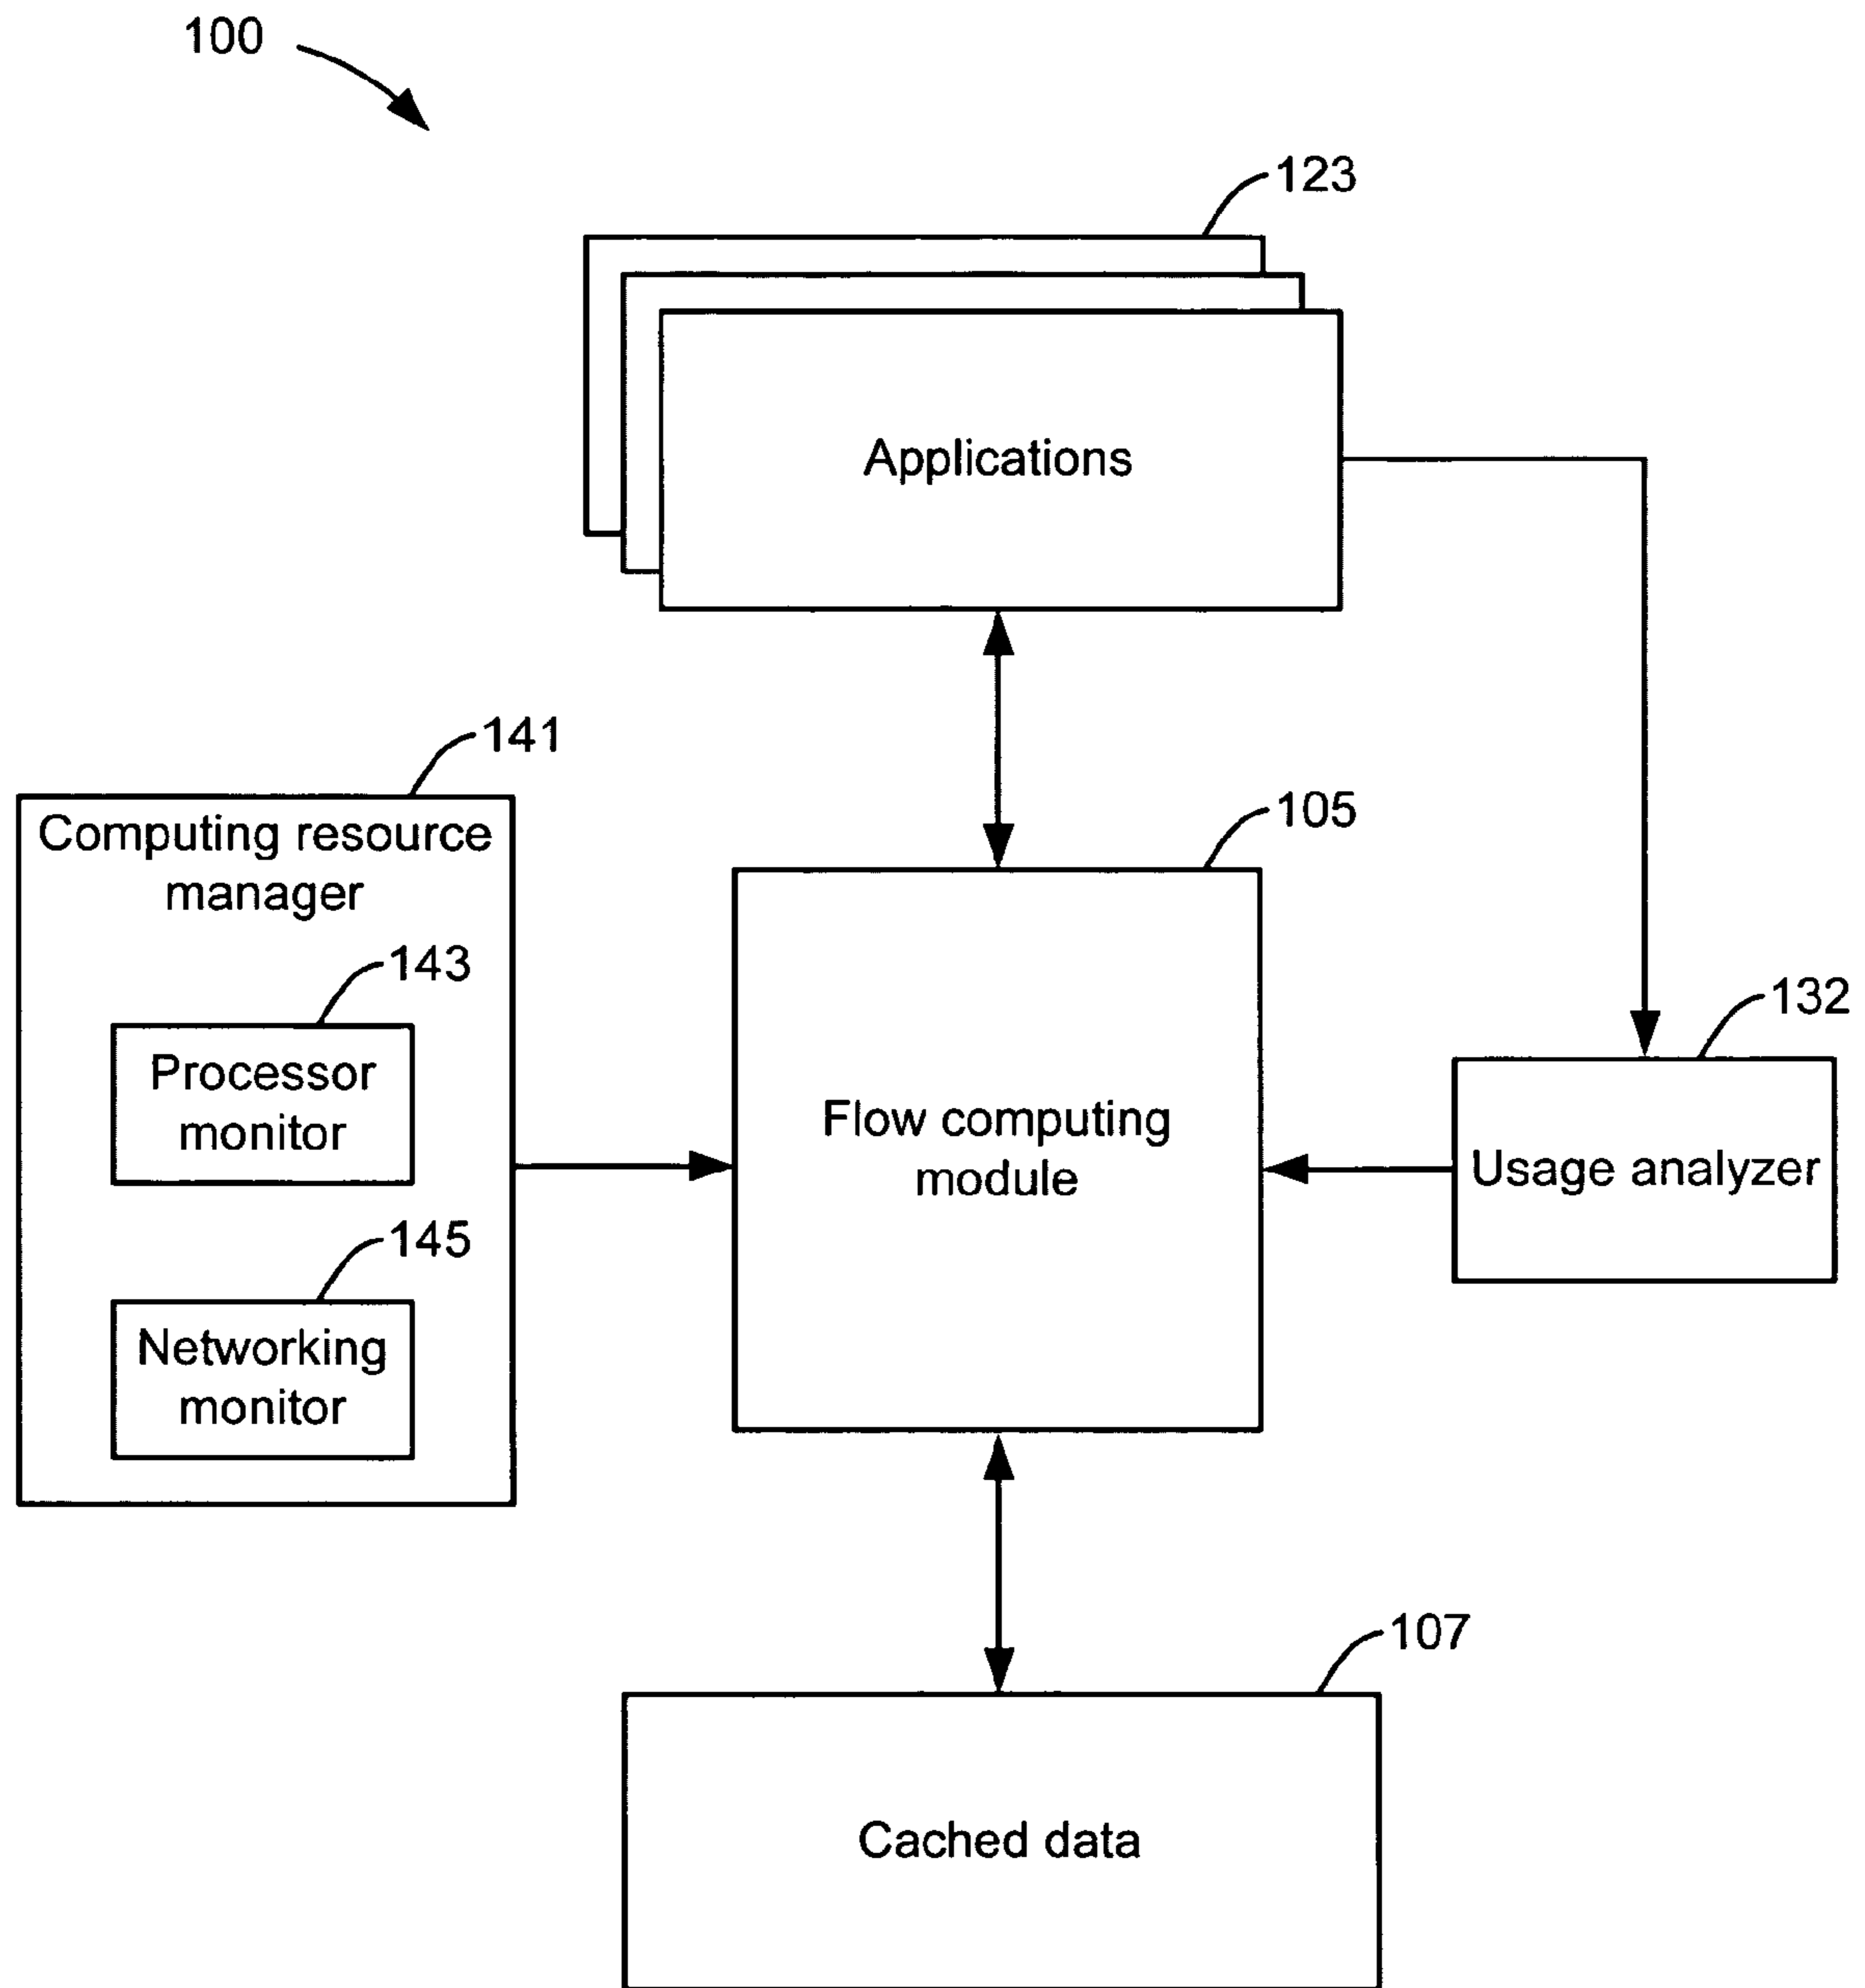 100
123
Applications
141
Computing resource
manager
105
143
Processor
monitor
132
Flow computing
module
Usage analyzer
145
Networking
monitor
107
Cached data